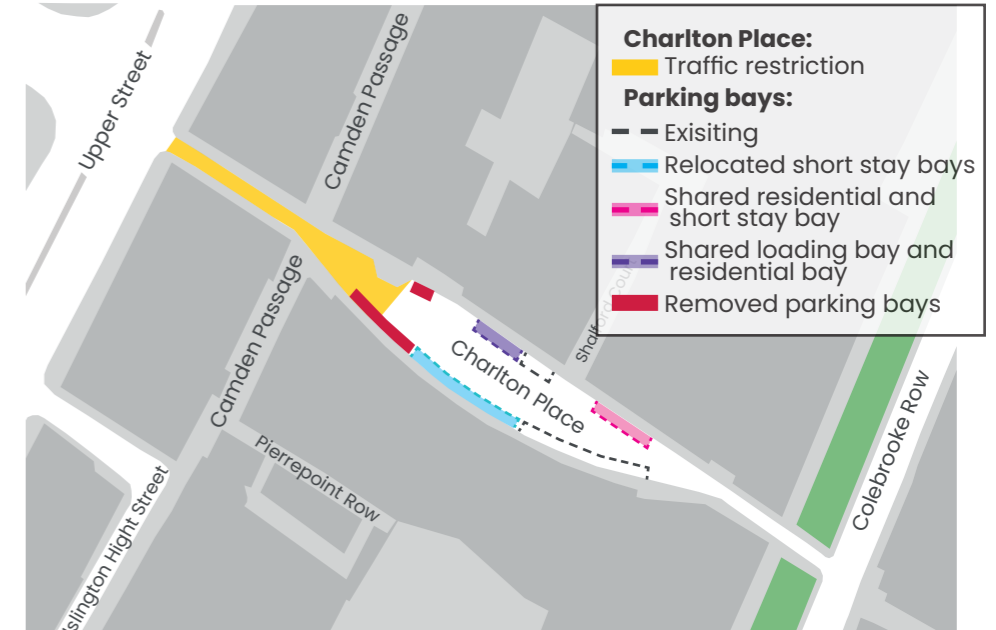 Charlton Place:
Traffic restriction
Parking bays:
Exisiting
Relocated short stay bays
Shared residential and
short stay bay
Shared loading bay and
residential bay
Removed parking bays
Upper Street
Camden Passage
Camden Passage
Charlton Place
Shalford Court
Colebrooke Row
Pierrepoint Row
Islington Hight Street